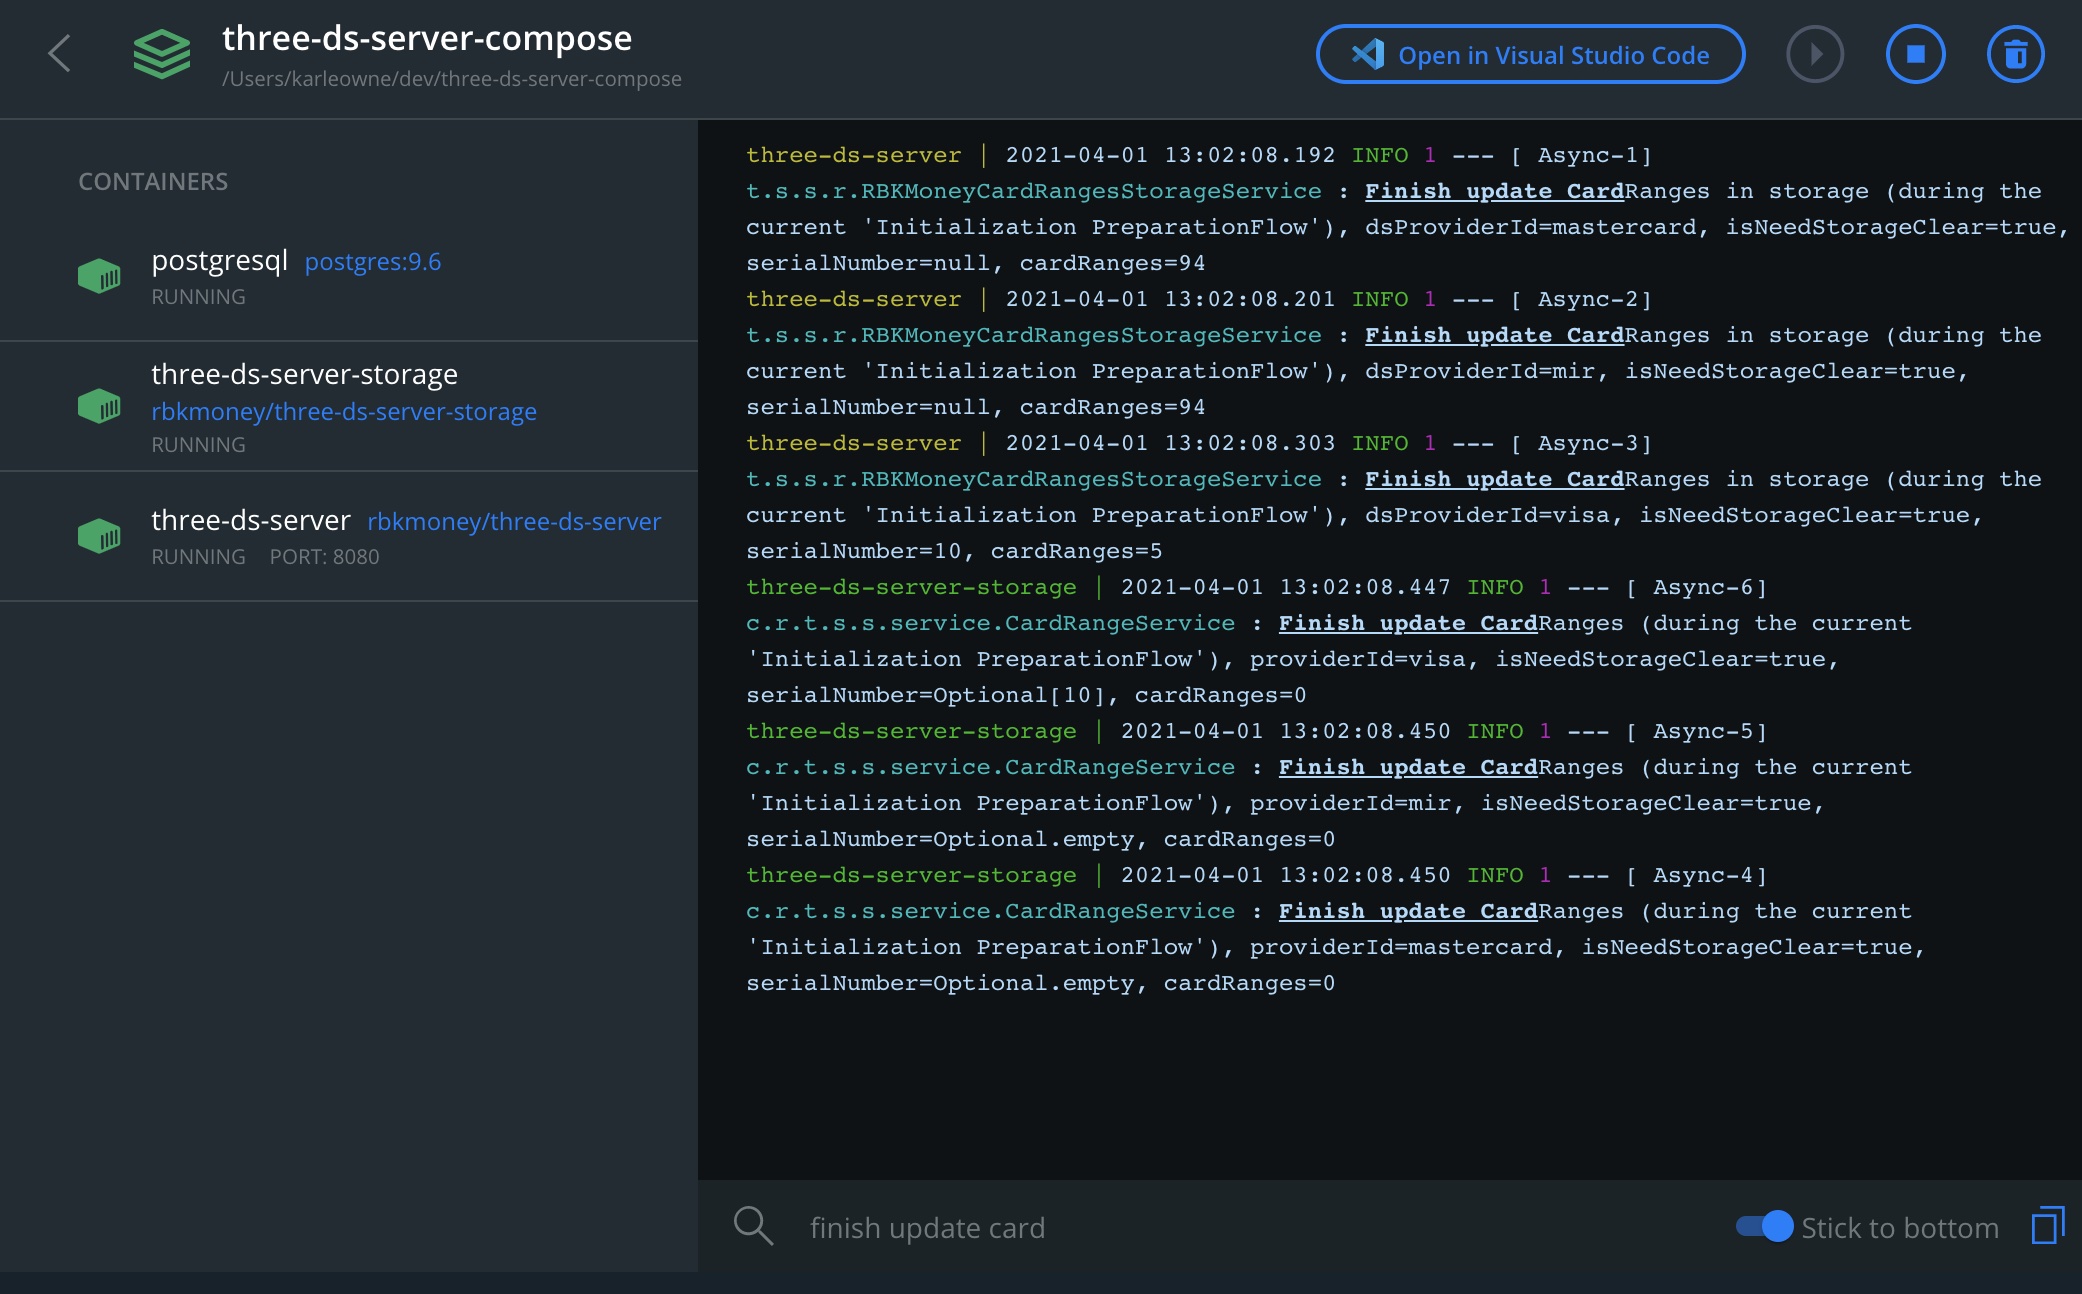 three-ds-server-compose
/Users/karleowne/dev/three-ds-server-compose
Open in Visual Studio Code
CONTAINERS
postgresql postgres:9.6
RUNNING
three-ds-server-storage
rbkmoney/three-ds-server-storage
RUNNING
three-ds-server rbkmoney/three-ds-server
RUNNING PORT: 8080
three-ds-server | 2021-04-01 13:02:08.192 INFO 1 --- [ Async-1]
t.s.s.r.RBKMoneyCardRangesStorageService : Finish update CardRanges in storage (during the
current 'Initialization PreparationFlow'), dsProviderId=mastercard, isNeedStorageClear=true,
serialNumber=null, cardRanges=94
three-ds-server | 2021-04-01 13:02:08.201 INFO 1 --- [ Async-2]
t.s.s.r.RBKMoneyCardRangesStorageService : Finish update CardRanges in storage (during the
current 'Initialization PreparationFlow'), dsProviderId=mir, isNeedStorageClear=true,
serialNumber=null, cardRanges=94
three-ds-server | 2021-04-01 13:02:08.303 INFO 1 --- [ Async-3]
t.s.s.r.RBKMoneyCardRangesStorageService : Finish update CardRanges in storage (during the
current 'Initialization PreparationFlow'), dsProviderId=visa, isNeedStorageClear=true,
serialNumber=10, cardRanges=5
three-ds-server-storage | 2021-04-01 13:02:08.447 INFO 1 --- [ Async-6]
c.r.t.s.s.service.CardRangeService : Finish update CardRanges (during the current
'Initialization PreparationFlow'), providerId=visa, isNeedStorageClear=true,
serialNumber=Optional[10], cardRanges=0
three-ds-server-storage | 2021-04-01 13:02:08.450 INFO 1 --- [ Async-5]
c.r.t.s.s.service.CardRangeService : Finish update CardRanges (during the current
'Initialization PreparationFlow'), providerId=mir, isNeedStorageClear=true,
serialNumber=Optional.empty, cardRanges=0
three-ds-server-storage | 2021-04-01 13:02:08.450 INFO 1 --- [ Async-4]
c.r.t.s.s.service.CardRangeService : Finish update CardRanges (during the current
'Initialization PreparationFlow'), providerId=mastercard, isNeedStorageClear=true,
serialNumber=Optional.empty, cardRanges=0
finish update card
Stick to bottom